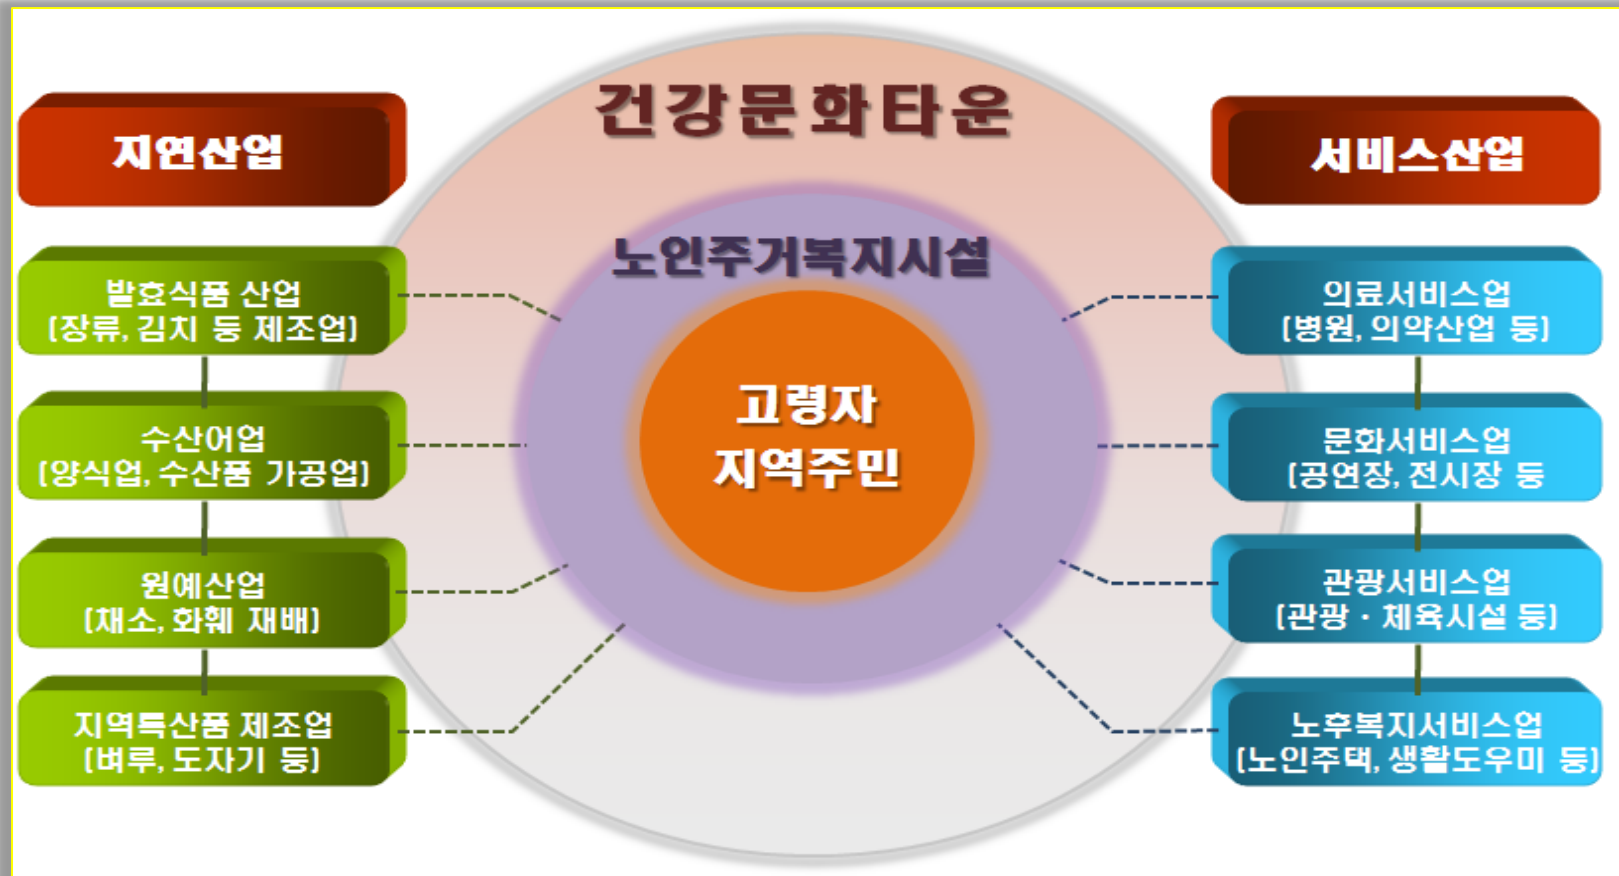 건강문화타운
지연산업
서비스산업
노인주거복지시설
고령자
지역주민
발효식품 산업
(장류, 김치 등 제조업)
수산어업
(양식업, 수산품 가공업)
원예산업
(채소, 화훼 재배)
지역특산품 제조업
(벼루, 도자기 등)
의료서비스업
(병원, 의약산업 등)
문화서비스업
(공연장, 전시장 등
관광서비스업
(관광 · 체육시설 등)
노후복지서비스업
(노인주택, 생활도우미 등)